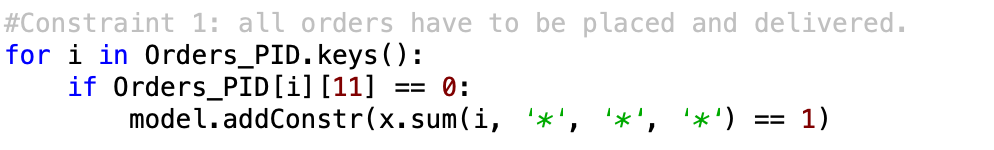 #Constraint 1: all orders have to be placed and delivered.
for i in Orders_PID.keys():
    if Orders_PID[i][11] == 0:
        model.addConstr(x.sum(i, '*', '*', '*') == 1)